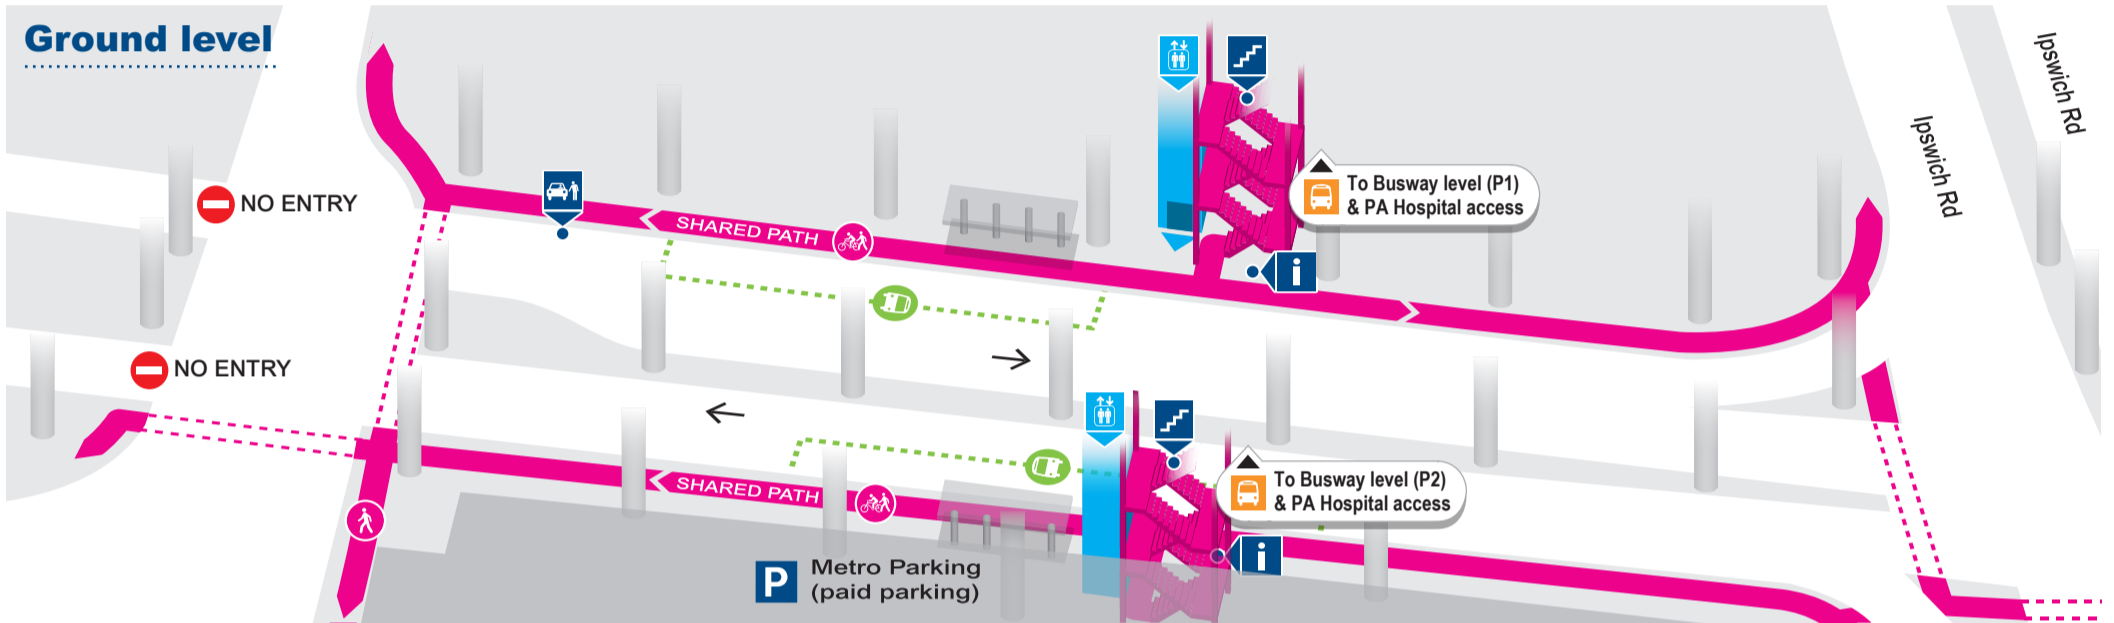 Ground level
Ipswich Rd
Ipswich Rd
NO ENTRY
To Busway level (P1)
& PA Hospital access
SHARED PATH
i
NO ENTRY
To Busway level (P2)
& PA Hospital access
SHARED PATH
i
P
Metro Parking
(paid parking)